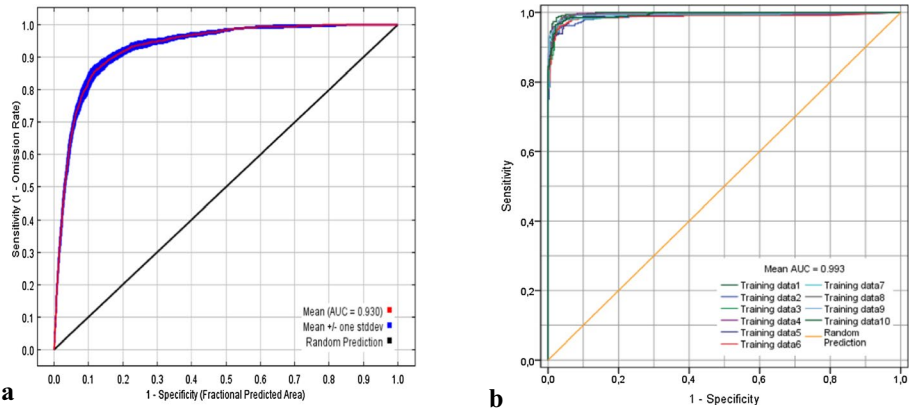 1.0
0.9
0.8
0.7
0.6
0.5
0.4
0.3
0.2
0.1
0.0
Sensitivity (1 - Omission Rate)
Mean (AUC = 0.930)
Mean +/- one stddev
Random Prediction
0.0 0.1 0.2 0.3 0.4 0.5 0.6 0.7 0.8 0.9 1.0
1 - Specificity (Fractional Predicted Area)
a
1,0
0,8
0,6
0,4
0,2
0,0
Sensitivity
Mean AUC = 0.993
Training data1
Training data2
Training data3
Training data4
Training data5
Training data6
Training data7
Training data8
Training data9
Training data10
Random
Prediction
0,0 0,2 0,4 0,6 0,8 1,0
1 - Specificity
b